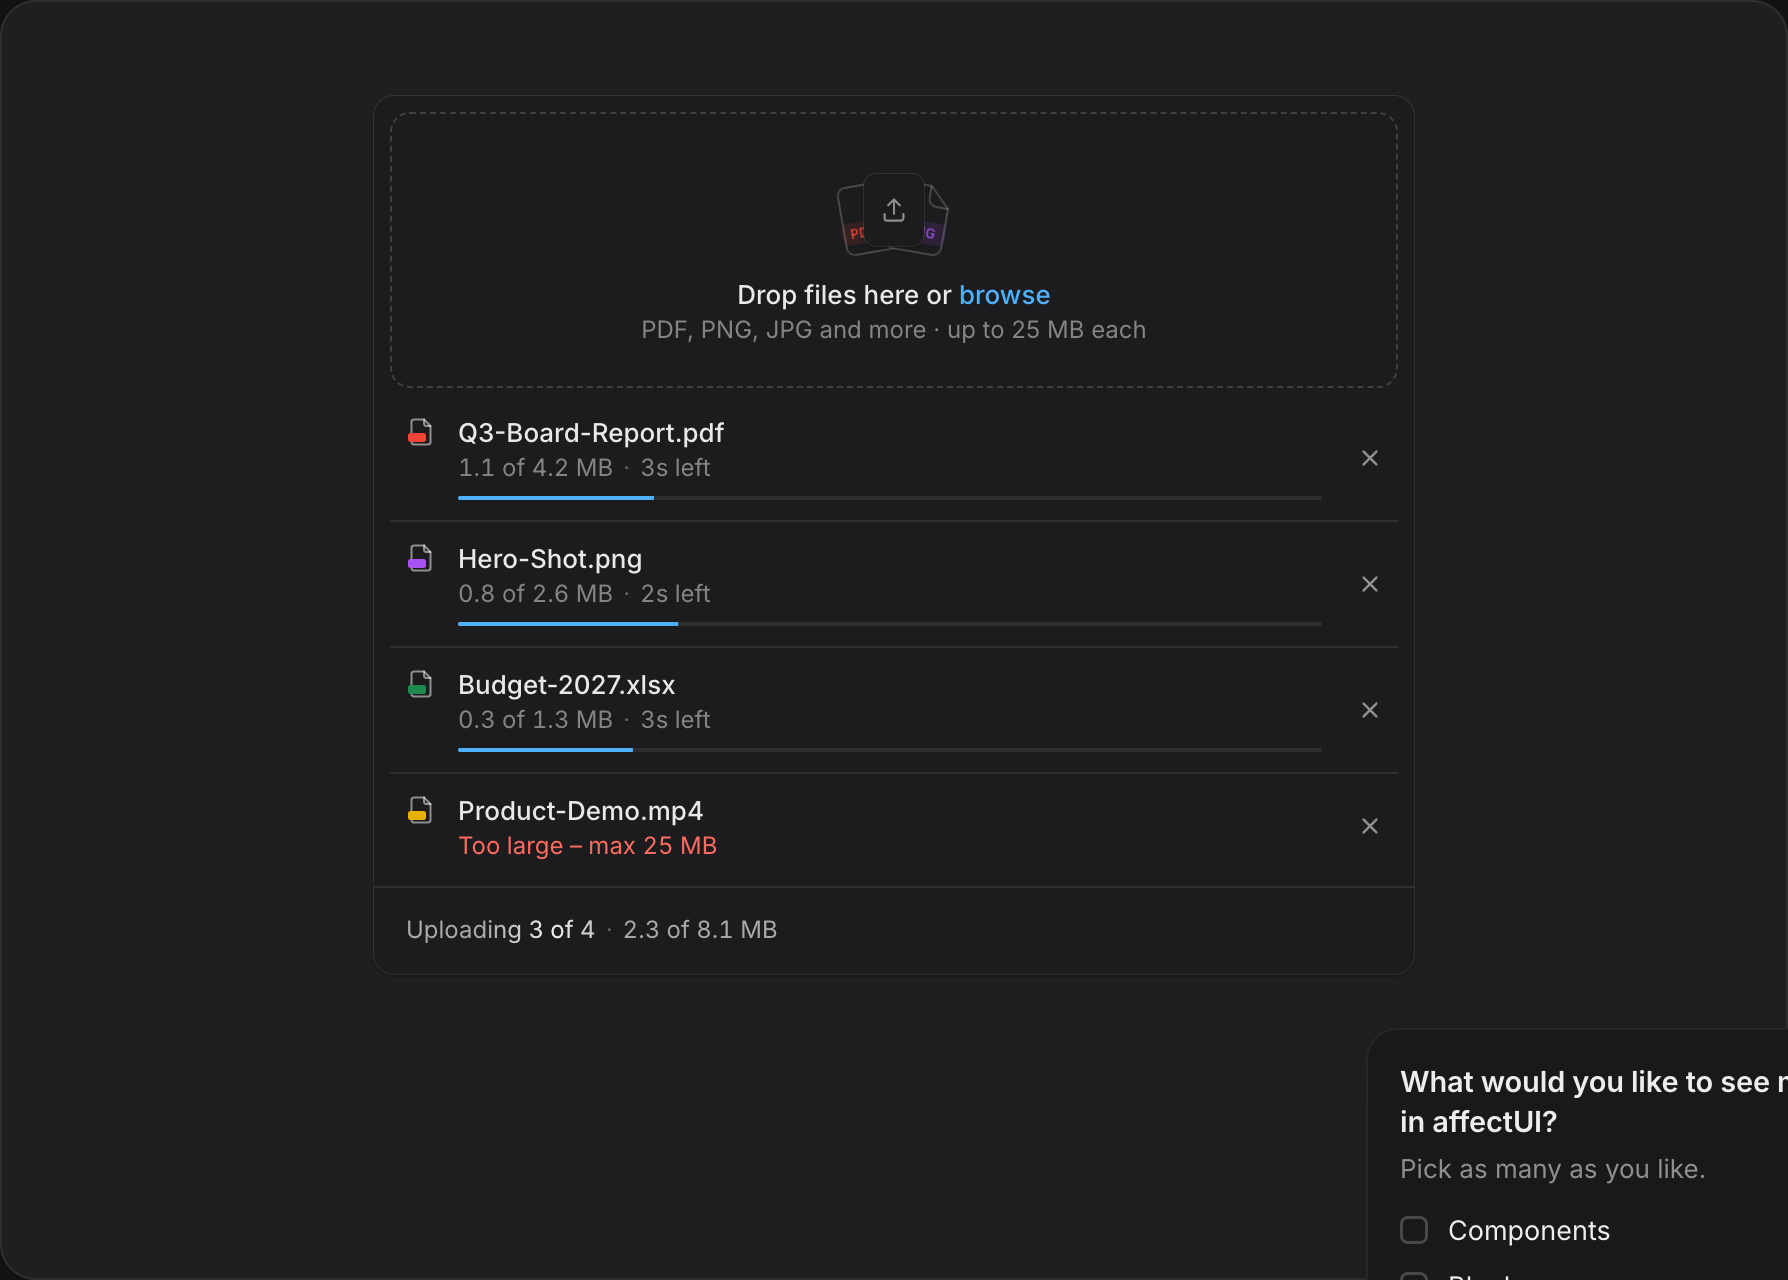 Drop files here or browse
PDF, PNG, JPG and more · up to 25 MB each
Q3-Board-Report.pdf
1.1 of 4.2 MB · 3s left
Hero-Shot.png
0.8 of 2.6 MB · 2s left
Budget-2027.xlsx
0.3 of 1.3 MB · 3s left
Product-Demo.mp4
Too large – max 25 MB
Uploading 3 of 4 · 2.3 of 8.1 MB
What would you like to see
in affectUI?
Pick as many as you like.
Components